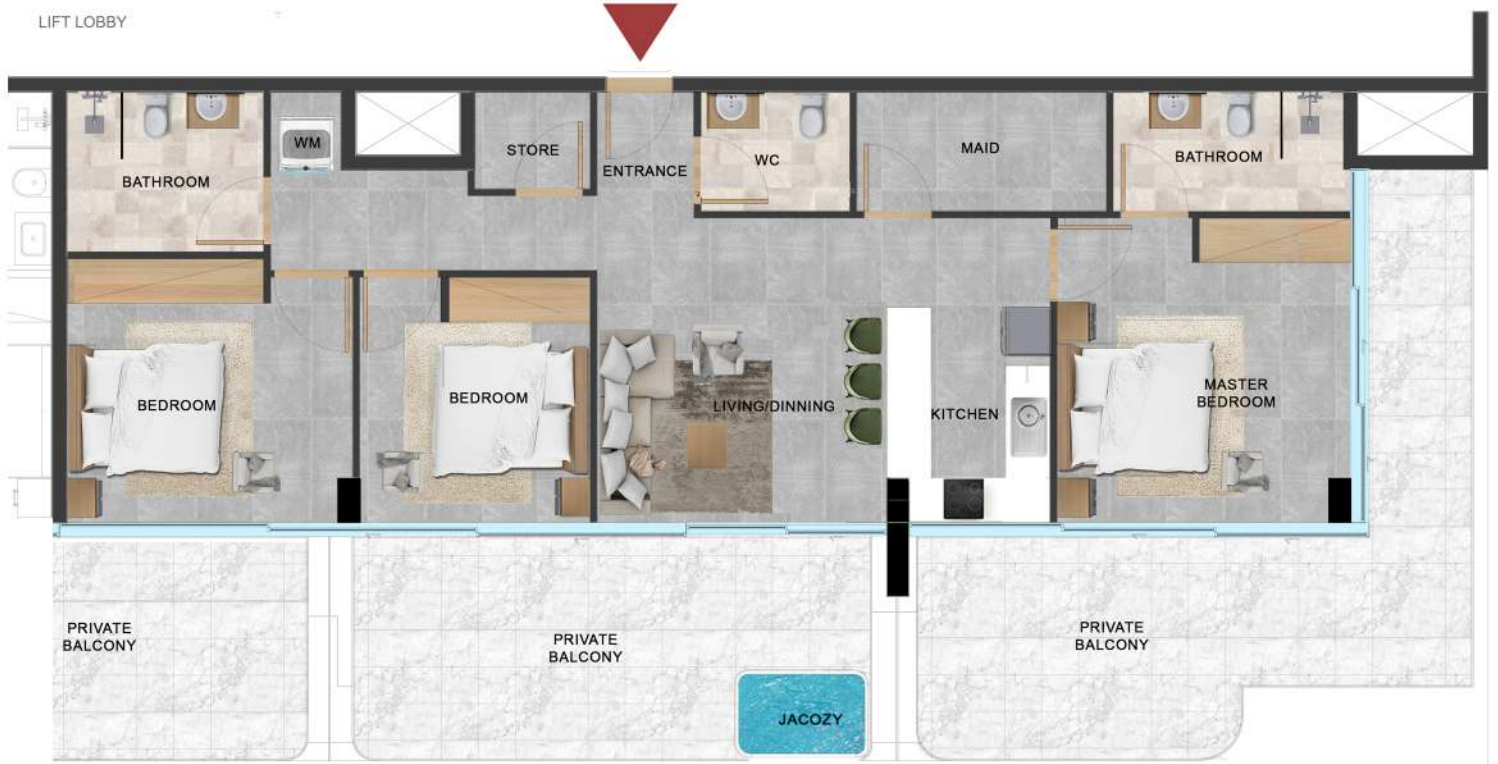 LIFT LOBBY
WM
STORE
ENTRANCE
WC
MAID
BATHROOM
BATHROOM
BEDROOM
BEDROOM
LIVING/DINNING
KITCHEN
MASTER
BEDROOM
PRIVATE
BALCONY
PRIVATE
BALCONY
PRIVATE
BALCONY
JACOZY